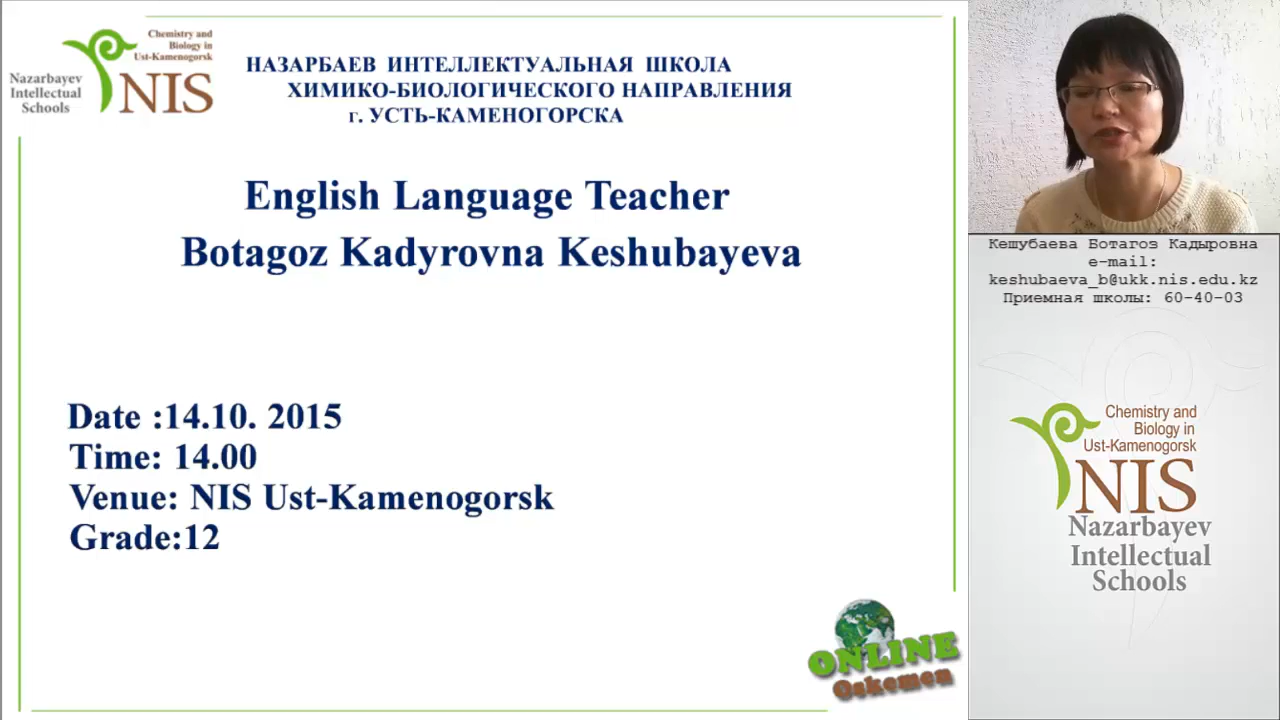 Chemistry and
Biology in
Ust-Kamenogorsk
Nazarbayev
Intellectual
Schools
NIS
НАЗАРБАЕВ ИНТЕЛЛЕКТУАЛЬНАЯ ШКОЛА
ХИМИКО-БИОЛОГИЧЕСКОГО НАПРАВЛЕНИЯ
г. УСТЬ-КАМЕНОГОРСКА
English Language Teacher
Botagoz Kadyrovna Keshubayeva
Date :14.10. 2015
Time: 14.00
Venue: NIS Ust-Kamenogorsk
Grade:12
ONLINE
Oskemen
Кешубаева Ботагоз Кадыровна
e-mail:
keshubaeva_b@ukk.nis.edu.kz
Приемная школы: 60-40-03
Chemistry and
Biology in
Ust-Kamenogorsk
NIS
Nazarbayev
Intellectual
Schools